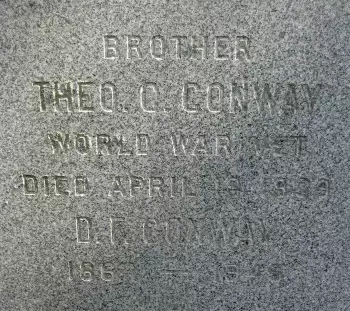 BROTHER
THEO. C. CONWAY
WORLD WAR VET
DIED APRIL
D. F. CONWAY